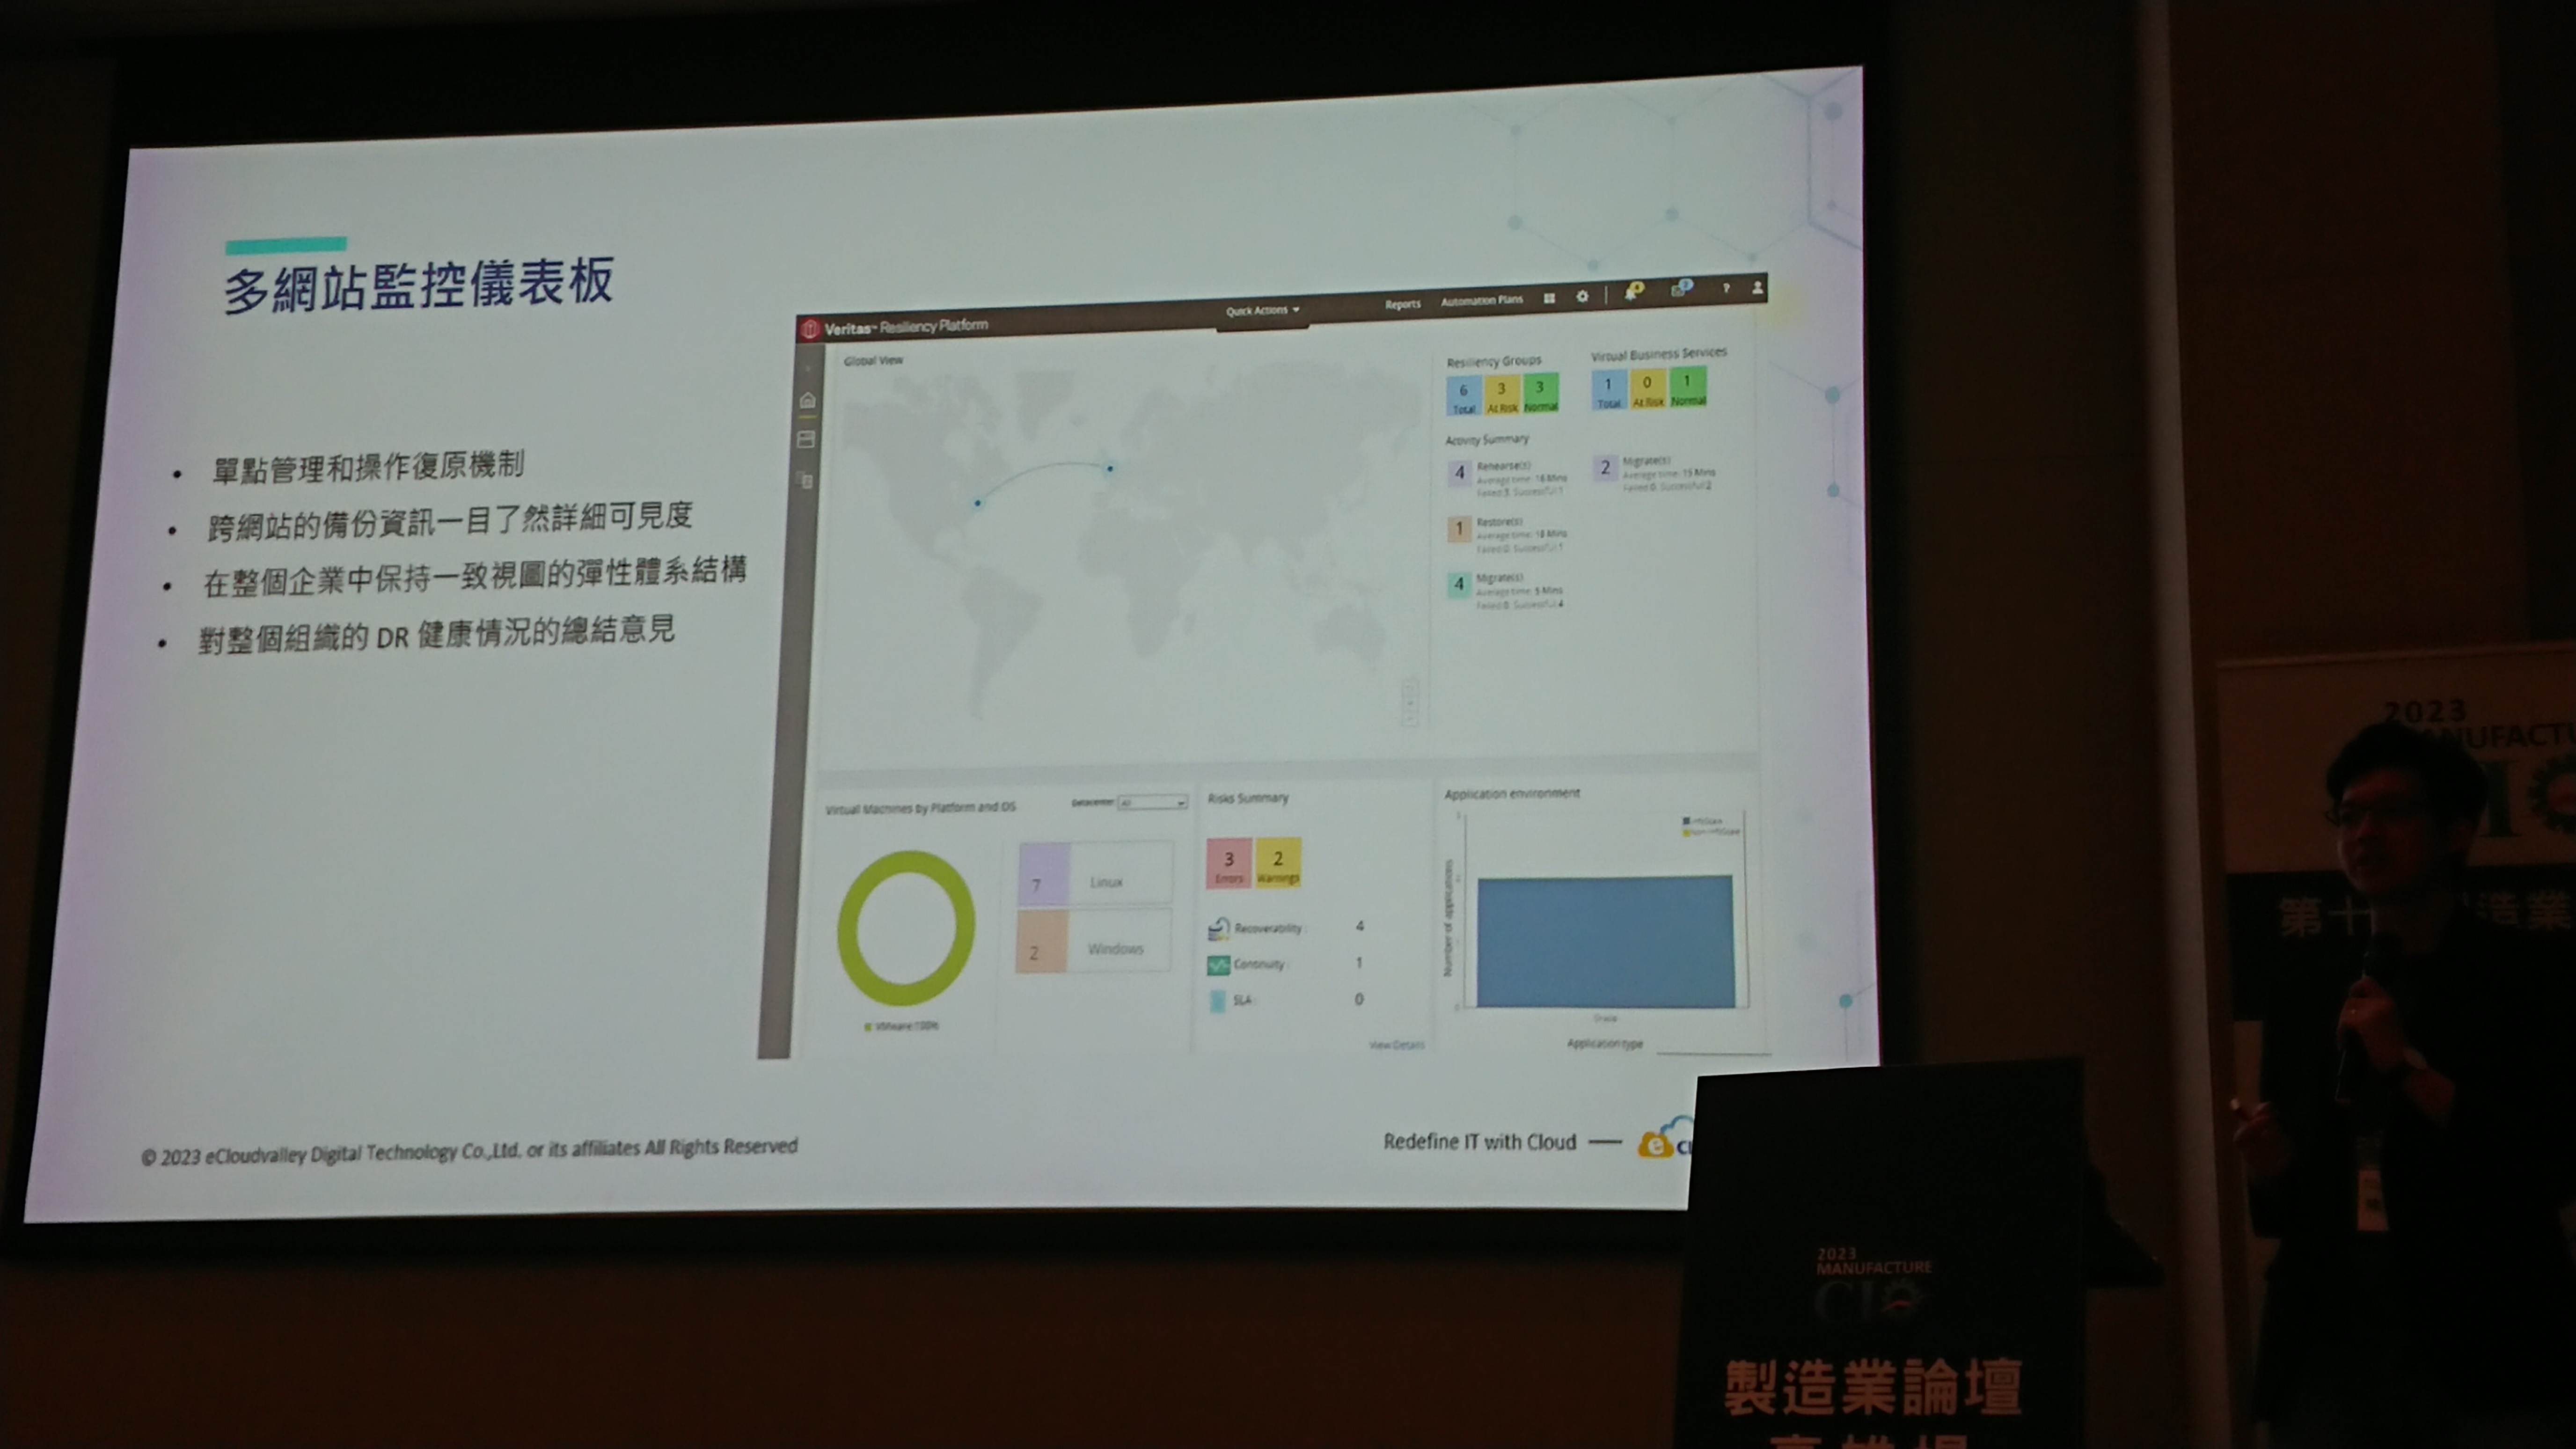 多網站監控儀表板
• 單點管理和操作復原機制
• 跨網站的備份資訊一目了然詳細可見度
• 在整個企業中保持一致視圖的彈性體系結構
• 對整個組織的 DR 健康情況的總結意見
Veritas™ Resiliency Platform
Quick Actions
Reports
Automation Plans
?
Global View
Resiliency Groups
6 3 3
Total At Risk Normal
Virtual Business Services
1 0 1
Total At Risk Normal
Activity Summary
4 Rehearse(s)
Average time: 16 Mins
Failed:3 Successful:1
2 Migrate(s)
Average time: 15 Mins
Failed:0 Successful:2
1 Restore(s)
Average time: 18 Mins
Failed:0 Successful:1
4 Migrate(s)
Average time: 5 Mins
Failed:0 Successful:4
Virtual Machines by Platform and OS
Datacenter All
7 Linux
2 Windows
VMware:100%
Risks Summary
3 2
Errors Warnings
Recoverability : 4
Continuity : 1
SLA : 0
View Details
Application environment
Number of applications
Oracle
Application type
© 2023 eCloudvalley Digital Technology Co.,Ltd. or its affiliates All Rights Reserved
Redefine IT with Cloud —
e
2023
MANUFACTURE
CIO
製造業論壇
2023
第十 造業